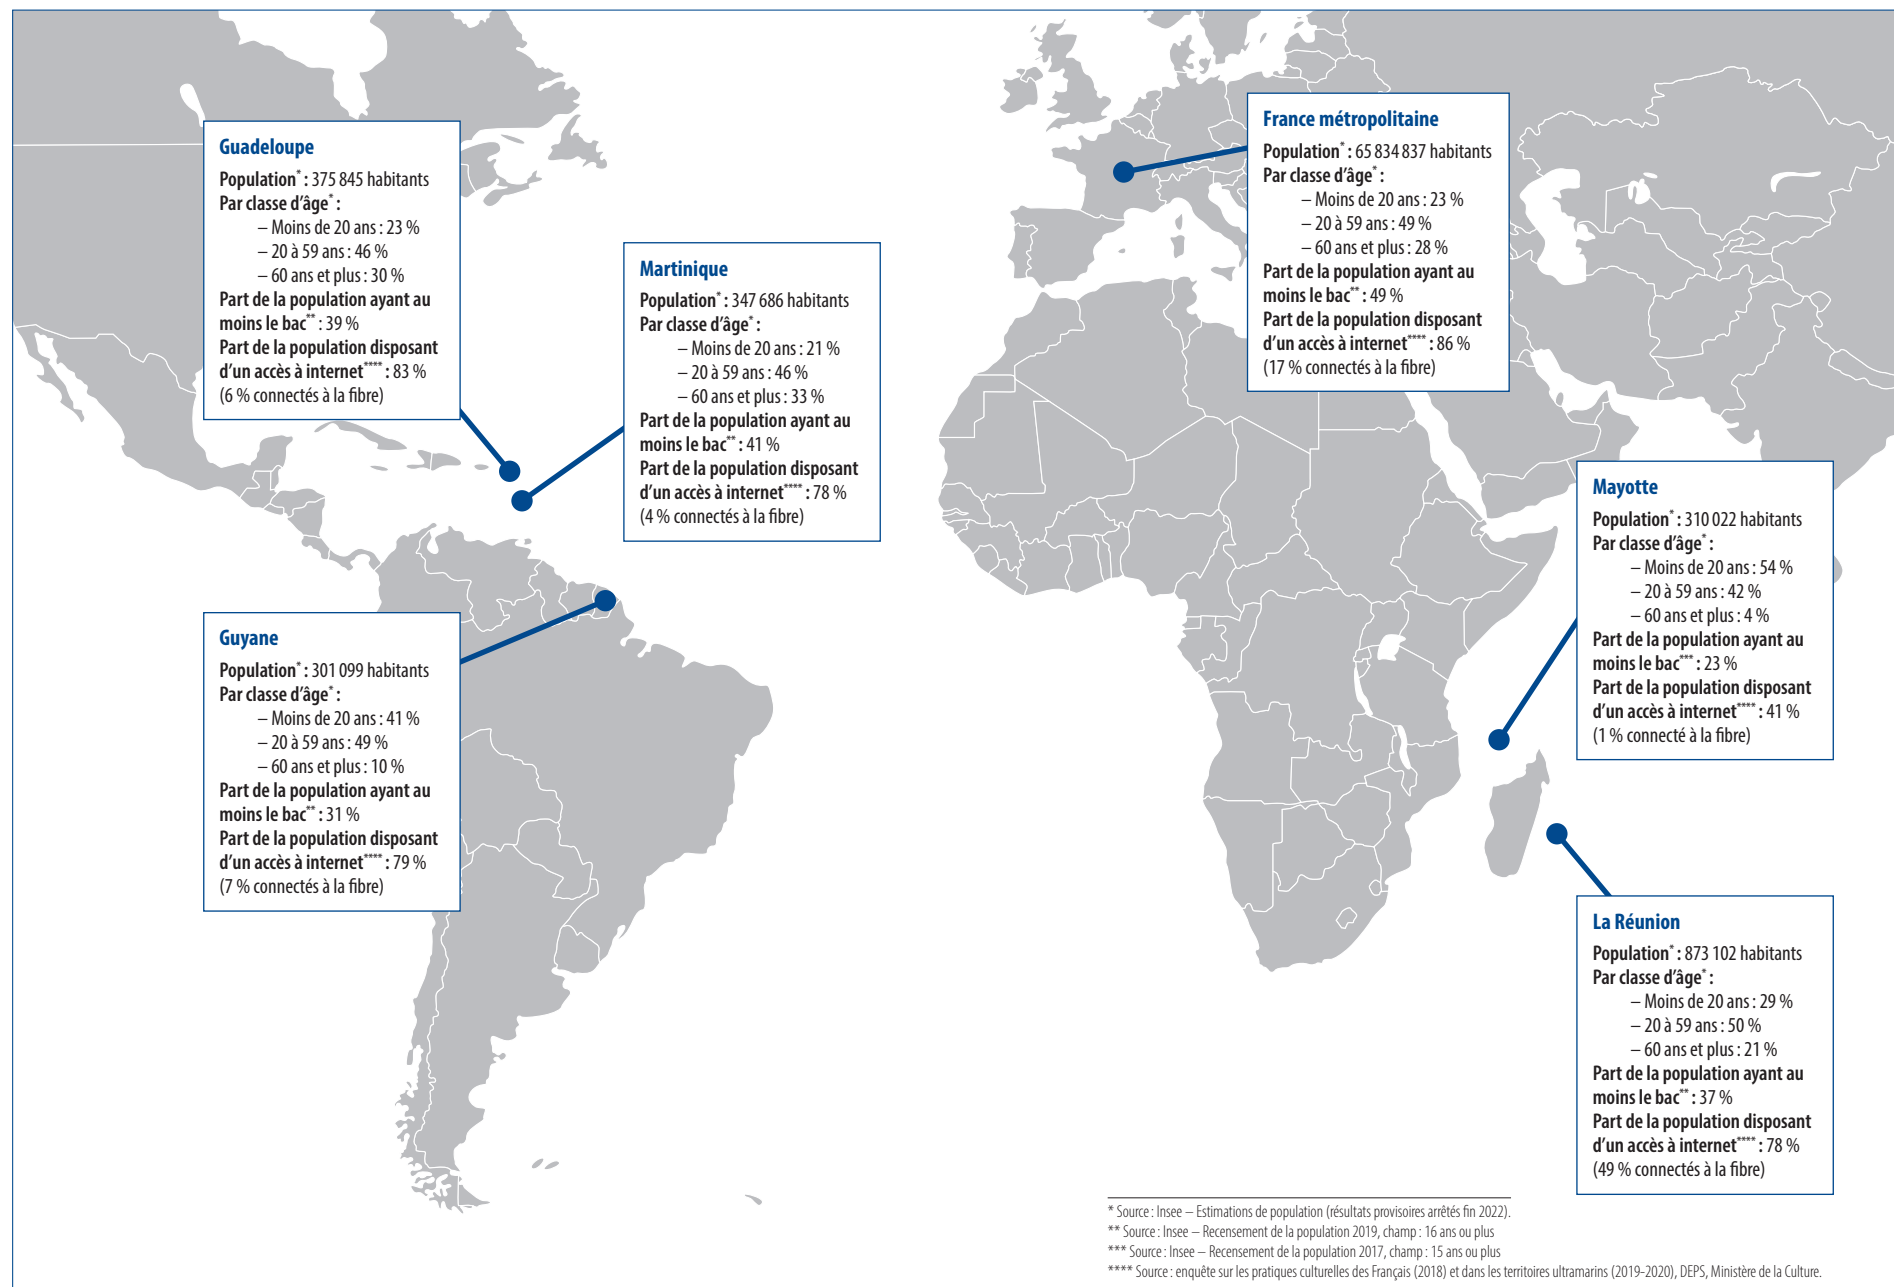 Guadeloupe
Population* : 375 845 habitants
Par classe d'âge* :
– Moins de 20 ans : 23 %
– 20 à 59 ans : 46 %
– 60 ans et plus : 30 %
Part de la population ayant au
moins le bac** : 39 %
Part de la population disposant
d'un accès à internet**** : 83 %
(6 % connectés à la fibre)
Martinique
Population* : 347 686 habitants
Par classe d'âge* :
– Moins de 20 ans : 21 %
– 20 à 59 ans : 46 %
– 60 ans et plus : 33 %
Part de la population ayant au
moins le bac** : 41 %
Part de la population disposant
d'un accès à internet**** : 78 %
(4 % connectés à la fibre)
Guyane
Population* : 301 099 habitants
Par classe d'âge* :
– Moins de 20 ans : 41 %
– 20 à 59 ans : 49 %
– 60 ans et plus : 10 %
Part de la population ayant au
moins le bac** : 31 %
Part de la population disposant
d'un accès à internet**** : 79 %
(7 % connectés à la fibre)
France métropolitaine
Population* : 65 834 837 habitants
Par classe d'âge* :
– Moins de 20 ans : 23 %
– 20 à 59 ans : 49 %
– 60 ans et plus : 28 %
Part de la population ayant au
moins le bac** : 49 %
Part de la population disposant
d'un accès à internet**** : 86 %
(17 % connectés à la fibre)
Mayotte
Population* : 310 022 habitants
Par classe d'âge* :
– Moins de 20 ans : 54 %
– 20 à 59 ans : 42 %
– 60 ans et plus : 4 %
Part de la population ayant au
moins le bac*** : 23 %
Part de la population disposant
d'un accès à internet**** : 41 %
(1 % connecté à la fibre)
La Réunion
Population* : 873 102 habitants
Par classe d'âge* :
– Moins de 20 ans : 29 %
– 20 à 59 ans : 50 %
– 60 ans et plus : 21 %
Part de la population ayant au
moins le bac** : 37 %
Part de la population disposant
d'un accès à internet**** : 78 %
(49 % connectés à la fibre)
* Source : Insee – Estimations de population (résultats provisoires arrêtés fin 2022).
** Source : Insee – Recensement de la population 2019, champ : 16 ans ou plus
*** Source : Insee – Recensement de la population 2017, champ : 15 ans ou plus
**** Source : enquête sur les pratiques culturelles des Français (2018) et dans les territoires ultramarins (2019-2020), DEPS, Ministère de la Culture.